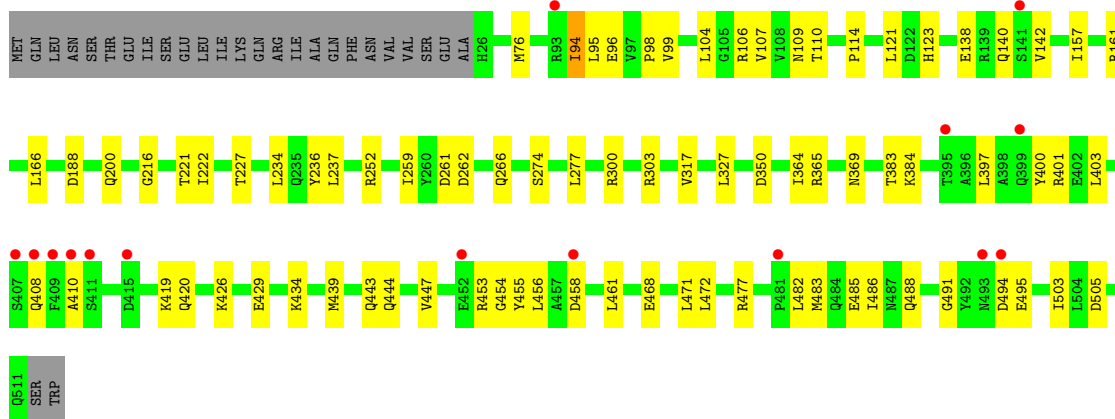 MET GLN LEU ASN SER THR GLU ILE SER GLU LEU ILE LYS GLN ARG ILE ALA GLN PHE ASN VAL VAL SER GLU ALA H26 M76 R93 I94 L95 E96 V97 P98 V99 L104 G105 R106 V107 V108 N109 T110 P114 L121 D122 H123 E138 R139 Q140 S141 V142 I157 R161
L166 D188 Q200 G216 T221 I222 T227 L234 Q235 Y236 L237 R252 I259 Y260 D261 D262 Q266 S274 L277 R300 R303 V317 L327 D350 I364 R365 N369 T383 K384 T395 A396 L397 A398 Q399 Y400 R401 E402 L403
S407 Q408 F409 A410 S411 D415 K419 Q420 K426 E429 K434 M439 Q443 Q444 V447 E452 R453 G454 Y455 L456 A457 D458 L461 E468 L471 L472 R477 P481 L482 M483 Q484 E485 I486 N487 Q488 G491 Y492 N493 D494 E495 I503 L504 D505
Q511 SER TRP